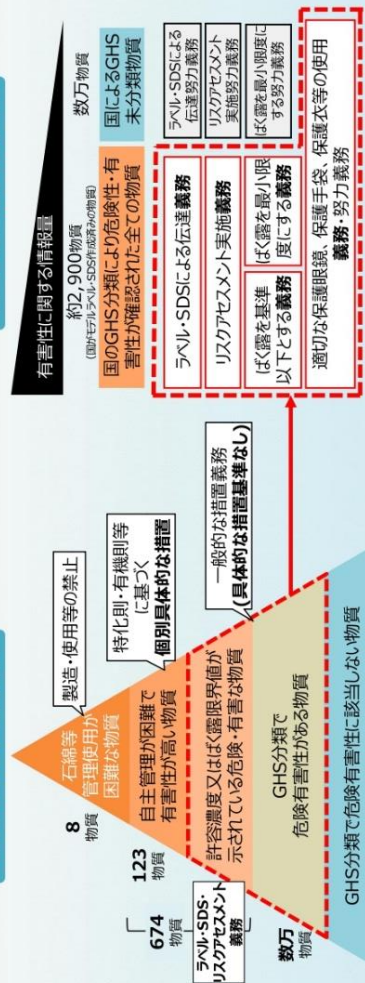 石綿等
管理使用が
困難な物質
製造・使用等の禁止
8
物質
自主管理が困難で
有害性が高い物質
特化則・有機則等
に基づく
個別具体的な措置
123
物質
許容濃度又はばく露限界値が
示されている危険・有害な物質
一般的な措置義務
(具体的な措置基準なし)
674
物質
ラベル・SDS・
リスクアセスメント
義務
GHS分類で
危険有害性がある物質
数万
物質
GHS分類で危険有害性に該当しない物質
有害性に関する情報量
約2,900物質
(国がモデルラベル・SDS作成済みの物質)
数万物質
国のGHS分類により危険性・有
害性が確認された全ての物質
国によるGHS
未分類物質
ラベル・SDSによる伝達義務
ラベル・SDSによる
伝達努力義務
リスクアセスメント実施義務
リスクアセスメント
実施努力義務
ばく露を基準
以下とする義務
ばく露を最小限
度にする義務
ばく露を最小限度に
する努力義務
適切な保護眼鏡、保護手袋、保護衣等の使用
義務・努力義務